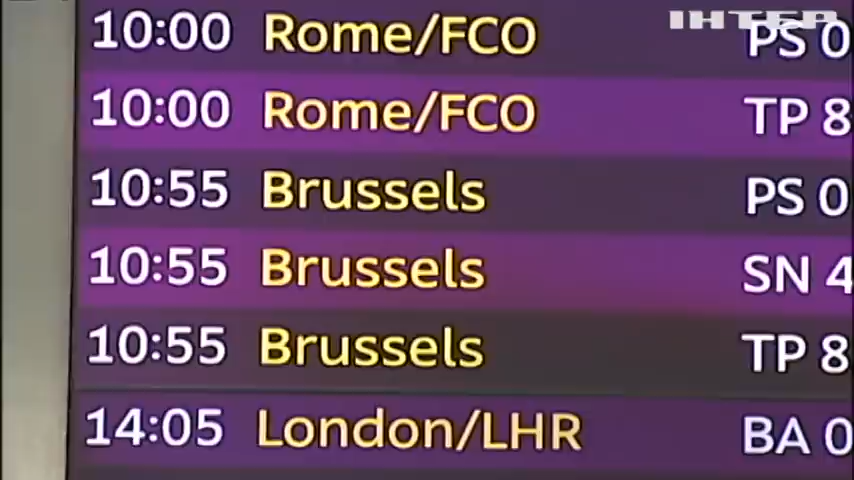 ІНТЕР
10:00 Rome/FCO PS 0
10:00 Rome/FCO TP 8
10:55 Brussels PS 0
10:55 Brussels SN 4
10:55 Brussels TP 8
14:05 London/LHR BA 0